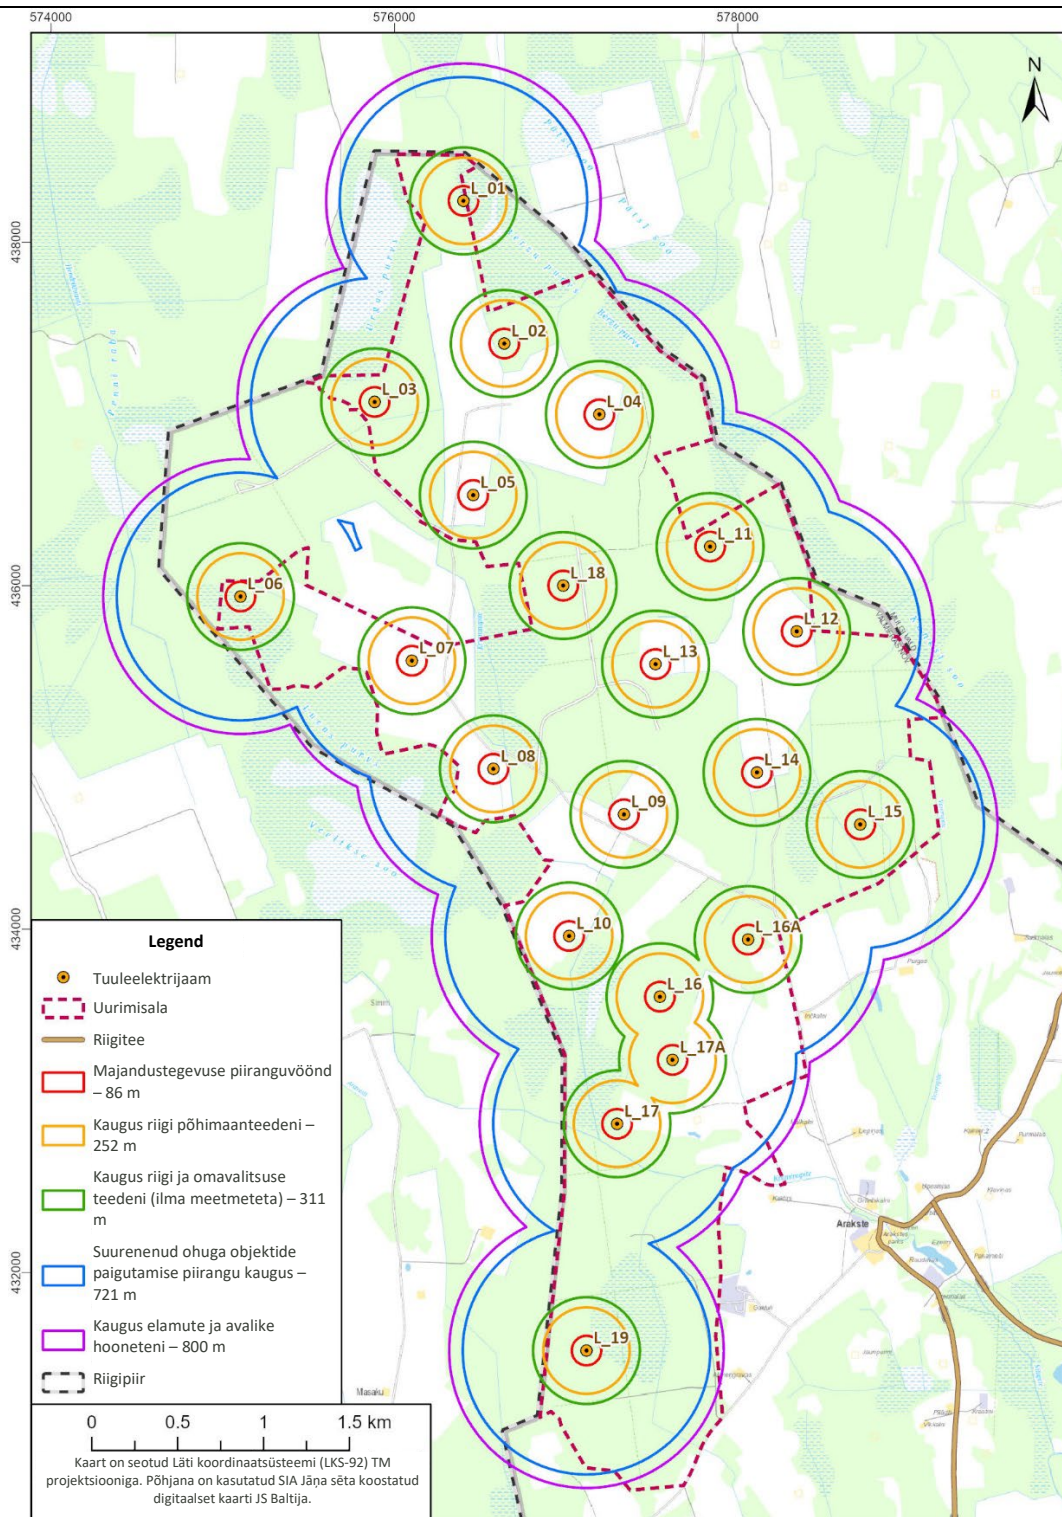 574000
576000
578000
N
438000
436000
434000
432000
L_01
L_02
L_03
L_04
L_05
L_06
L_07
L_08
L_09
L_10
L_11
L_12
L_13
L_14
L_15
L_16
L_16A
L_17
L_17A
L_18
L_19
Arakste
Masaku
Legend
Tuuleelektrijaam
Uurimisala
Riigitee
Majandustegevuse piiranguvöönd
– 86 m
Kaugus riigi põhimaanteedeni –
252 m
Kaugus riigi ja omavalitsuse
teedeni (ilma meetmeteta) – 311
m
Suurenenud ohuga objektide
paigutamise piirangu kaugus –
721 m
Kaugus elamute ja avalike
hooneteni – 800 m
Riigipiir
0 0.5 1 1.5 km
Kaart on seotud Läti koordinaatsüsteemi (LKS-92) TM
projektsiooniga. Põhjana on kasutatud SIA Jāņa sēta koostatud
digitaalset kaarti JS Baltija.